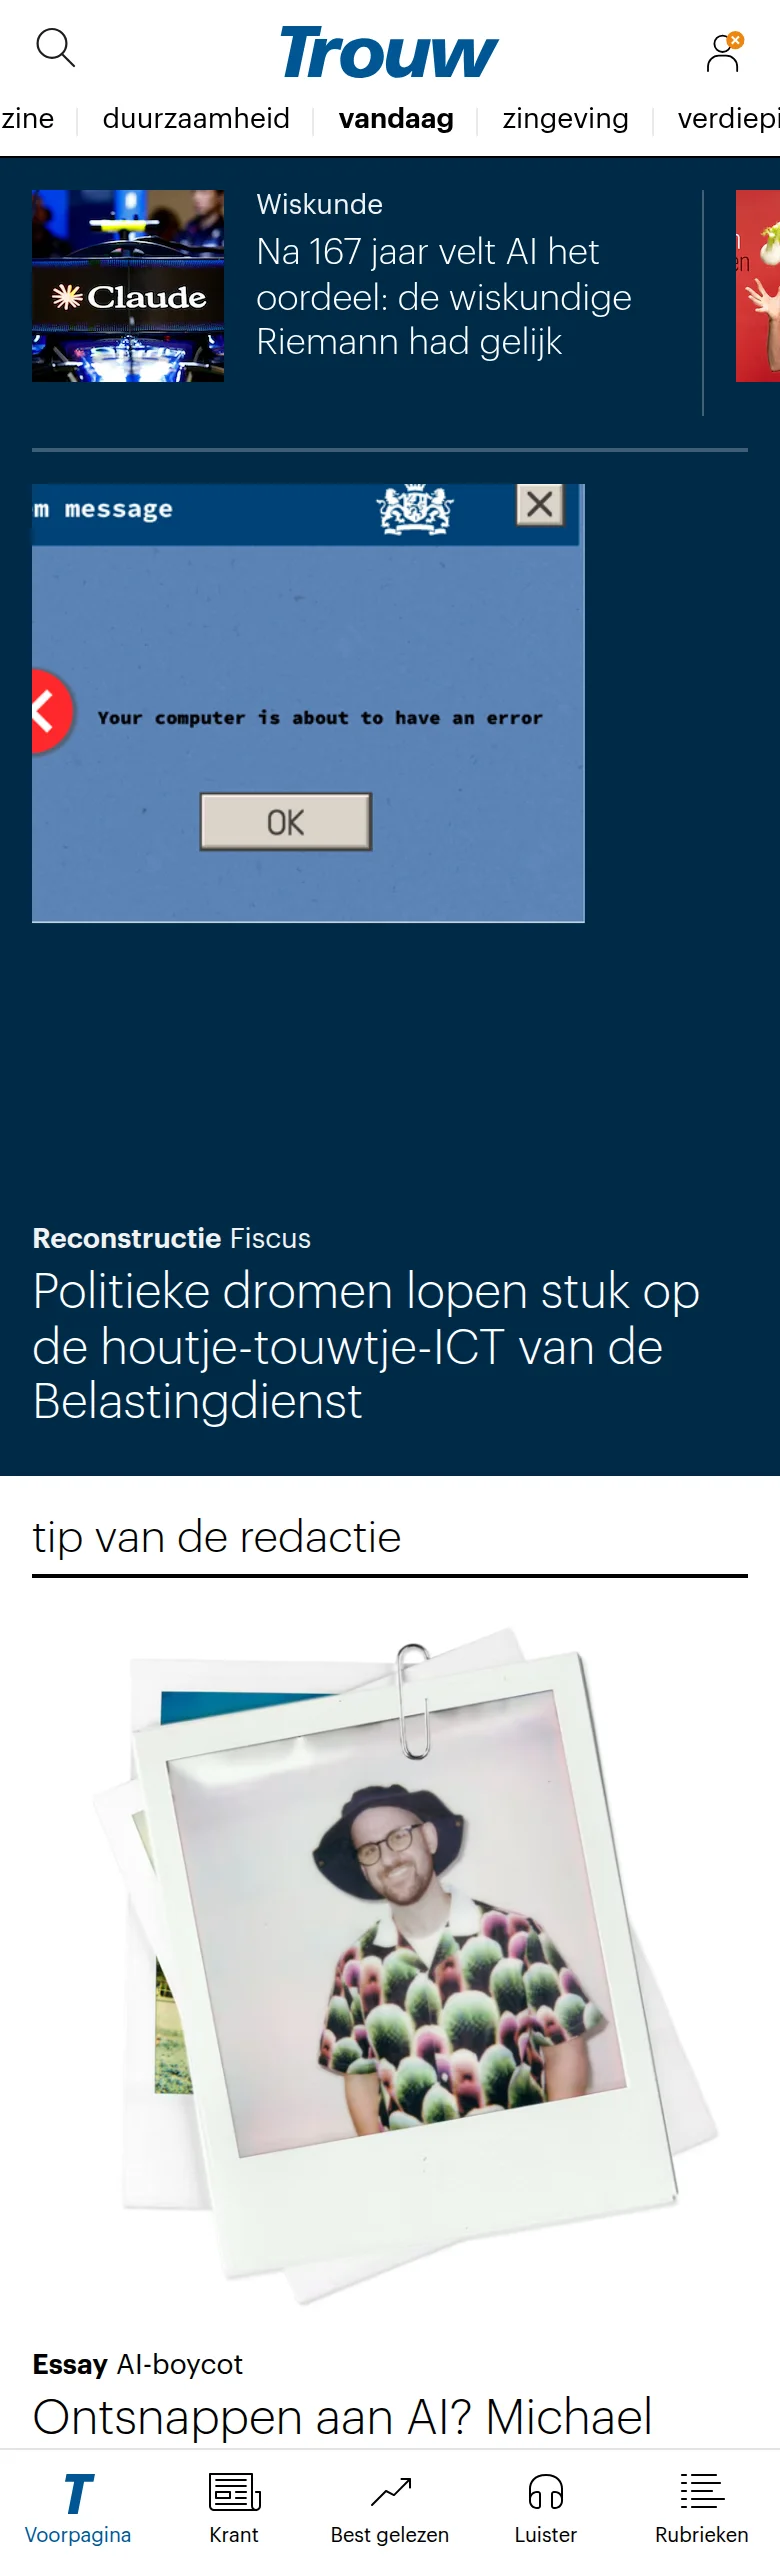 Trouw
zine
duurzaamheid
vandaag
zingeving
verdiepi
Claude
Wiskunde
Na 167 jaar velt AI het
oordeel: de wiskundige
Riemann had gelijk
m message
Your computer is about to have an error
OK
Reconstructie Fiscus
Politieke dromen lopen stuk op
de houtje-touwtje-ICT van de
Belastingdienst
tip van de redactie
Essay AI-boycot
Ontsnappen aan AI? Michael
T
Voorpagina
Krant
Best gelezen
Luister
Rubrieken